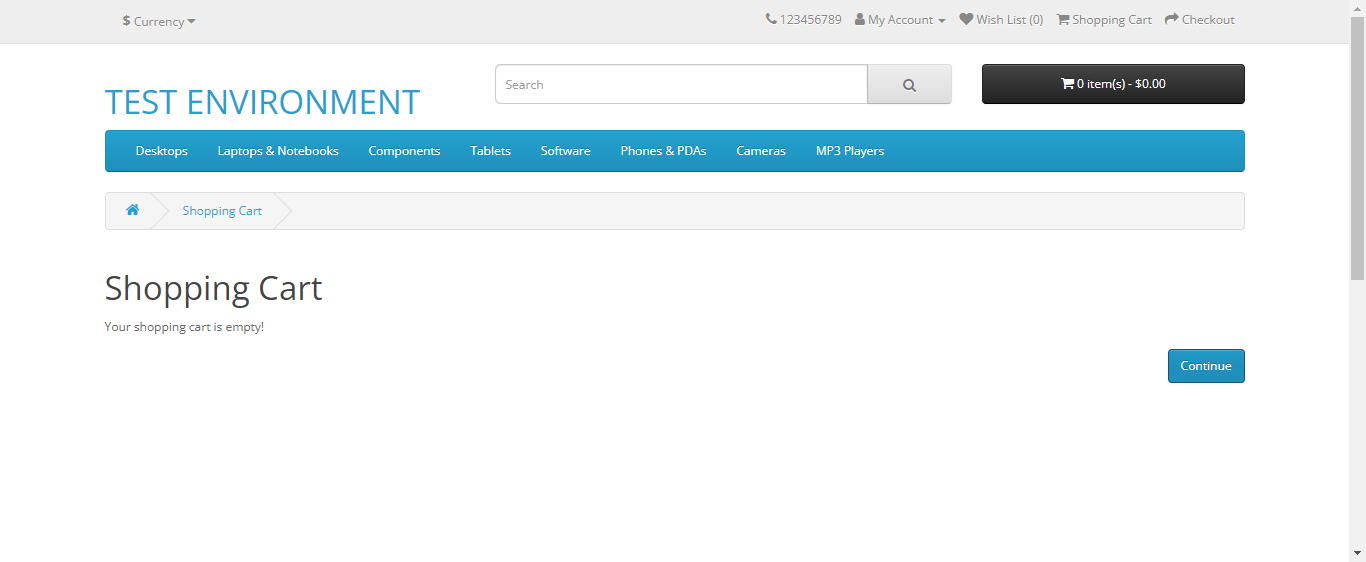 $ Currency
123456789 My Account Wish List (0) Shopping Cart Checkout
TEST ENVIRONMENT
Search
0 item(s) - $0.00
Desktops Laptops & Notebooks Components Tablets Software Phones & PDAs Cameras MP3 Players
Shopping Cart
Shopping Cart
Your shopping cart is empty!
Continue